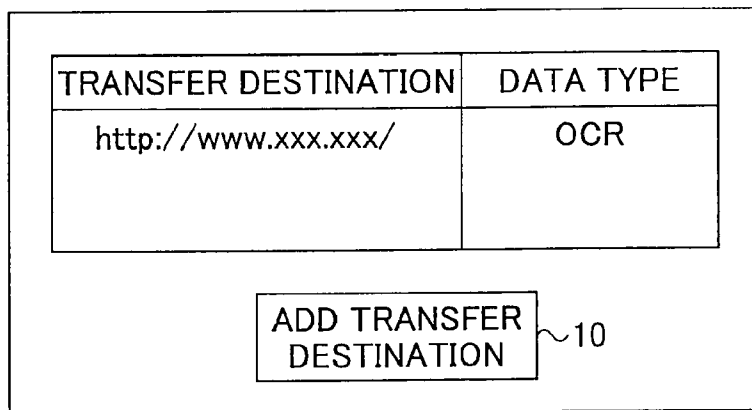 TRANSFER DESTINATION DATA TYPE
http://www.xxx.xxx/ OCR
ADD TRANSFER
DESTINATION
10